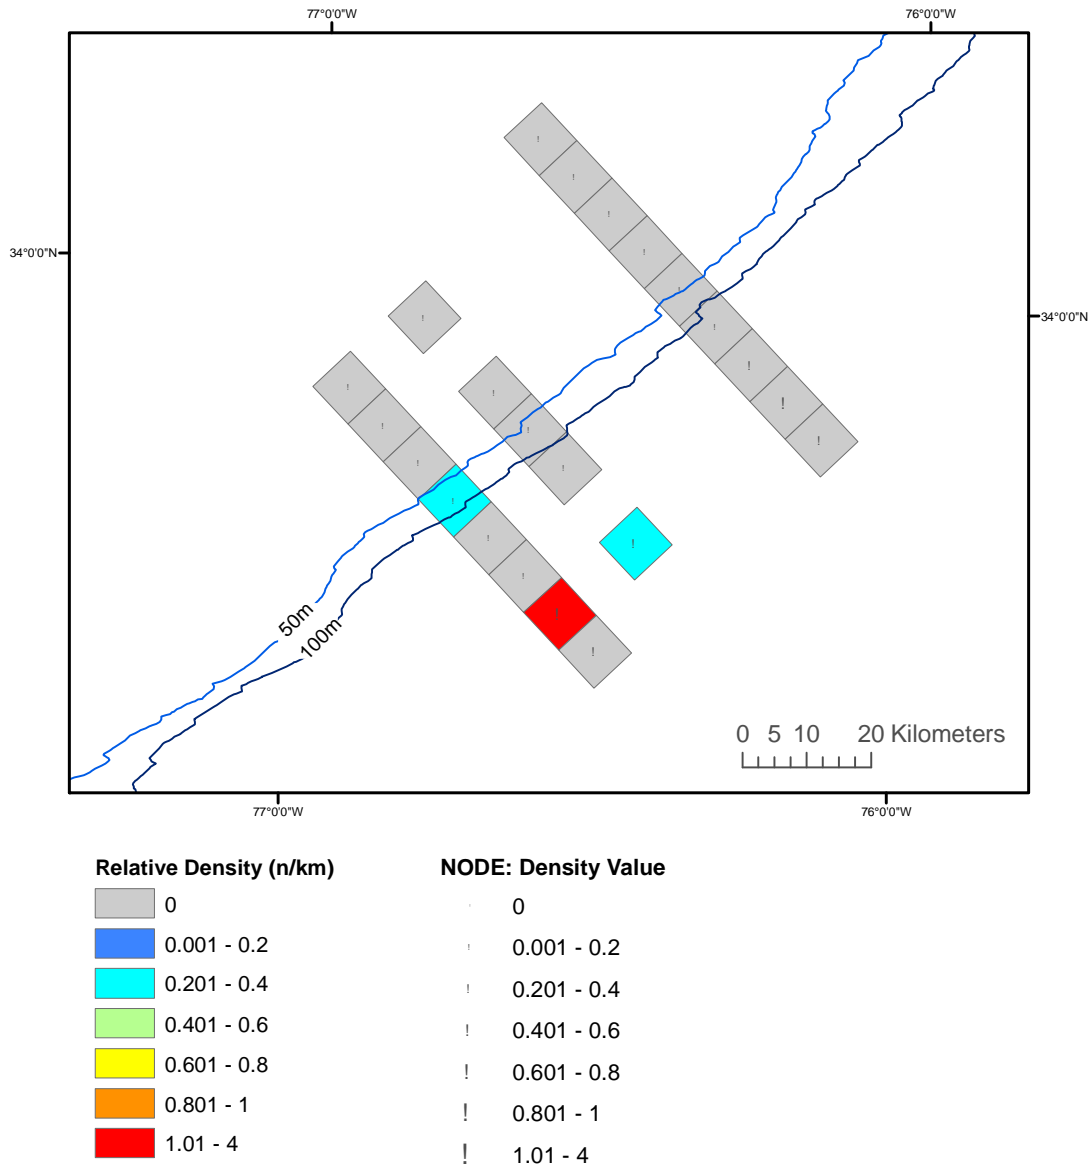 77°0'0"W 76°0'0"W
34°0'0"N
34°0'0"N
50m
100m
0 5 10 20 Kilometers
77°0'0"W 76°0'0"W
Relative Density (n/km) NODE: Density Value
0 ! 0
0.001 - 0.2 ! 0.001 - 0.2
0.201 - 0.4 ! 0.201 - 0.4
0.401 - 0.6 ! 0.401 - 0.6
0.601 - 0.8 ! 0.601 - 0.8
0.801 - 1 ! 0.801 - 1
1.01 - 4 ! 1.01 - 4